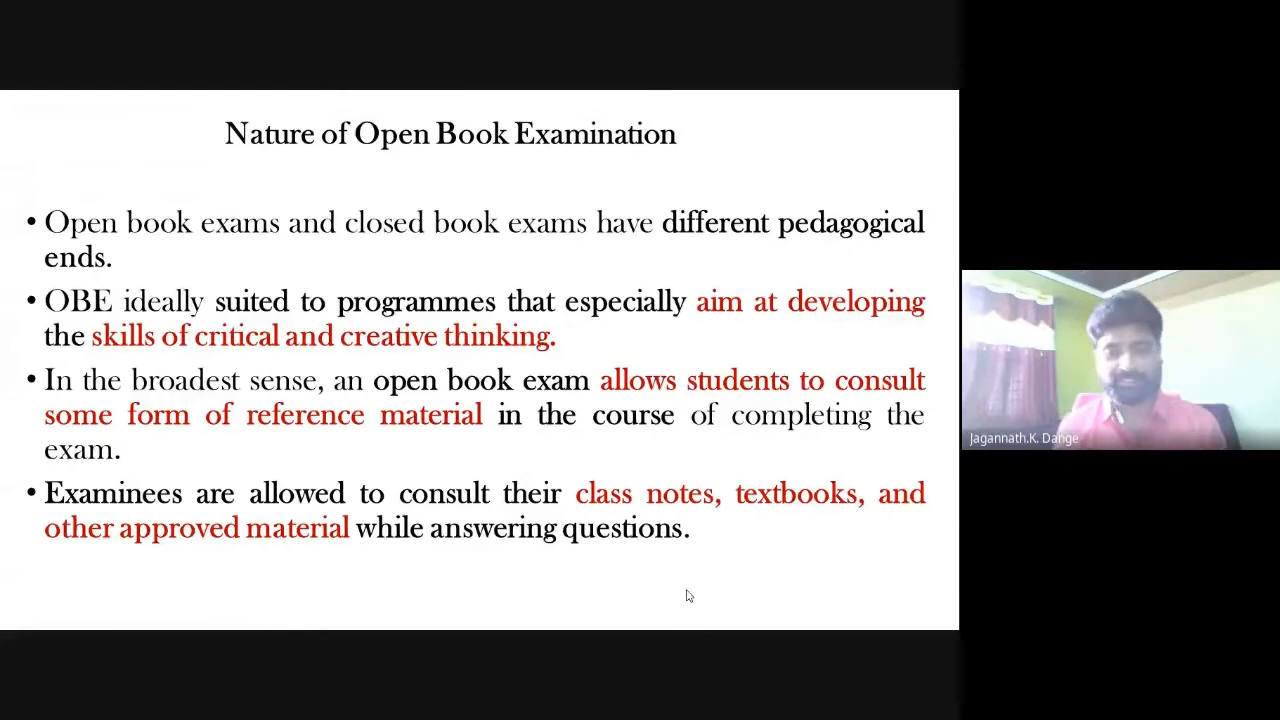 Nature of Open Book Examination
• Open book exams and closed book exams have different pedagogical
ends.
• OBE ideally suited to programmes that especially aim at developing
the skills of critical and creative thinking.
• In the broadest sense, an open book exam allows students to consult
some form of reference material in the course of completing the
exam.
• Examinees are allowed to consult their class notes, textbooks, and
other approved material while answering questions.
Jagannath.K. Dange